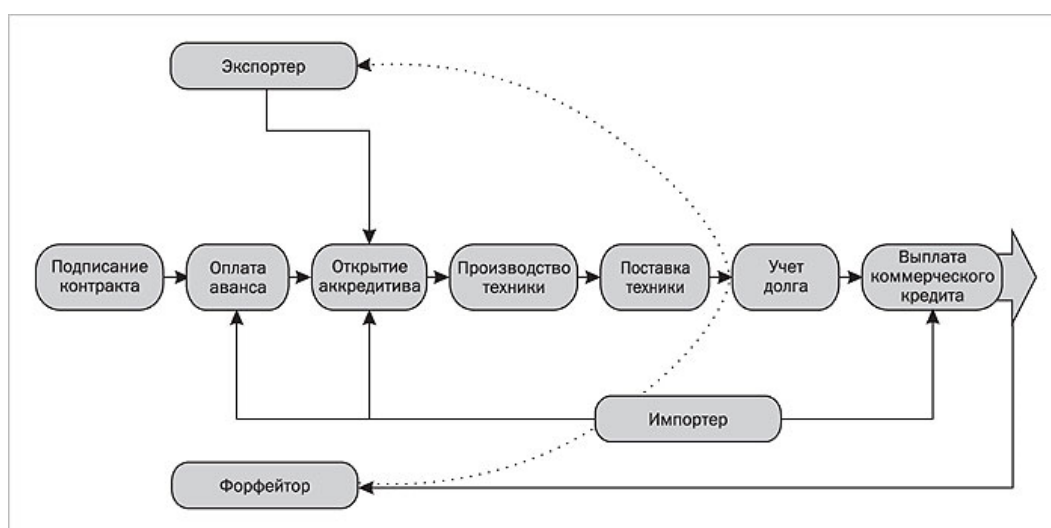 Экспортер
Подписание
контракта
Оплата
аванса
Открытие
аккредитива
Производство
техники
Поставка
техники
Учет
долга
Выплата
коммерческого
кредита
Импортер
Форфейтор